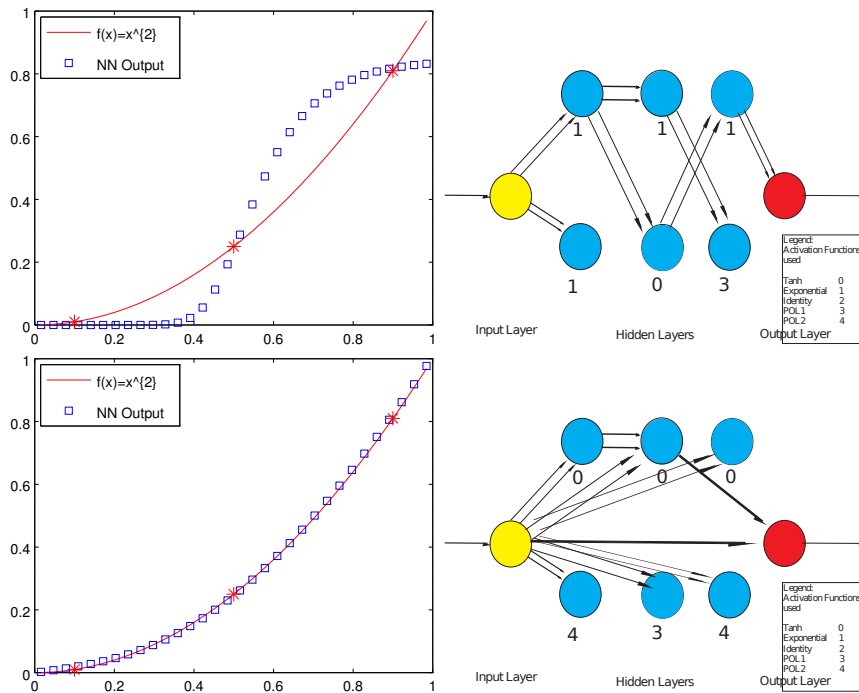 f(x)=x^{2}
NN Output
1
0.8
0.6
0.4
0.2
0
0 0.2 0.4 0.6 0.8 1
1 1 1
1 0 3
Input Layer Hidden Layers Output Layer
Legend:
Activation Functions
used
Tanh 0
Exponential 1
Identity 2
POL1 3
POL2 4
f(x)=x^{2}
NN Output
1
0.8
0.6
0.4
0.2
0
0 0.2 0.4 0.6 0.8 1
0 0 0
4 3 4
Input Layer Hidden Layers Output Layer
Legend:
Activation Functions
used
Tanh 0
Exponential 1
Identity 2
POL1 3
POL2 4